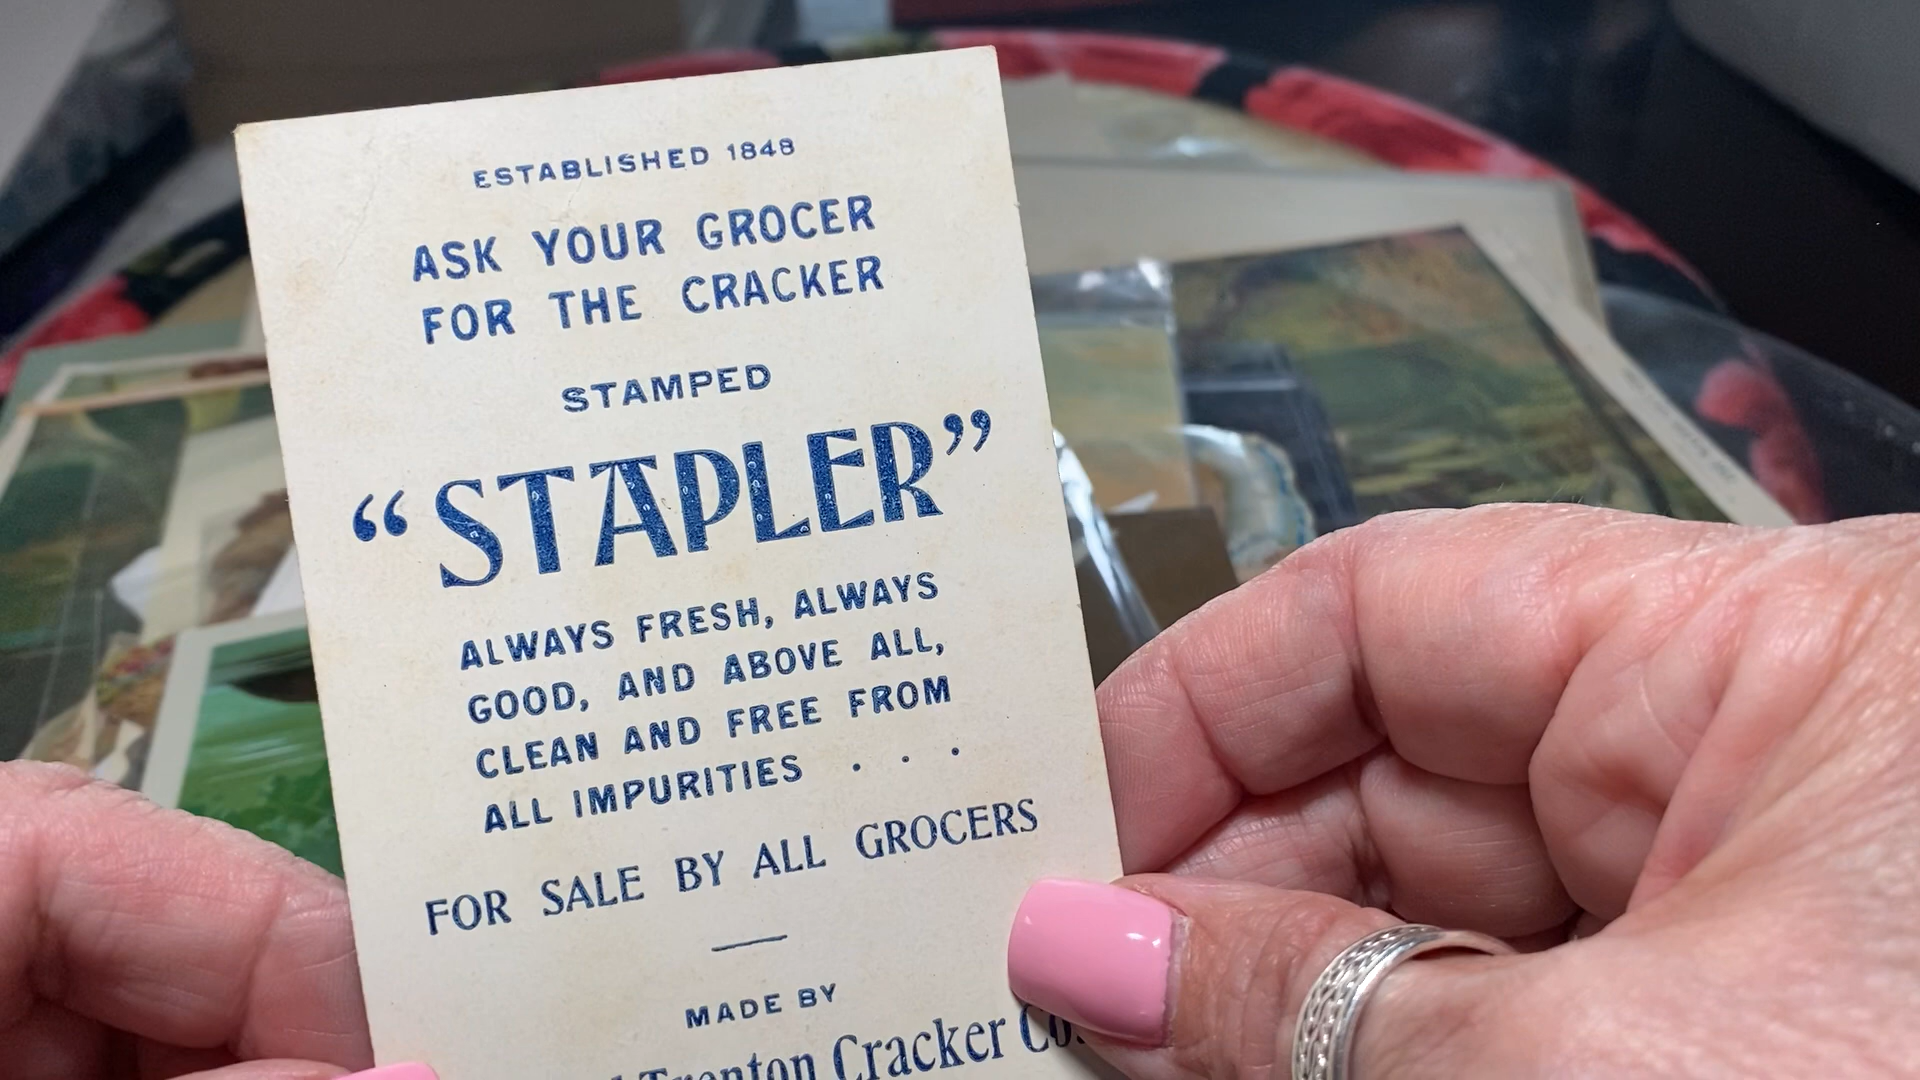 ESTABLISHED 1848
ASK YOUR GROCER
FOR THE CRACKER
STAMPED
“STAPLER”
ALWAYS FRESH, ALWAYS
GOOD, AND ABOVE ALL,
CLEAN AND FREE FROM
ALL IMPURITIES . . .
FOR SALE BY ALL GROCERS
MADE BY
Trenton Cracker Co.